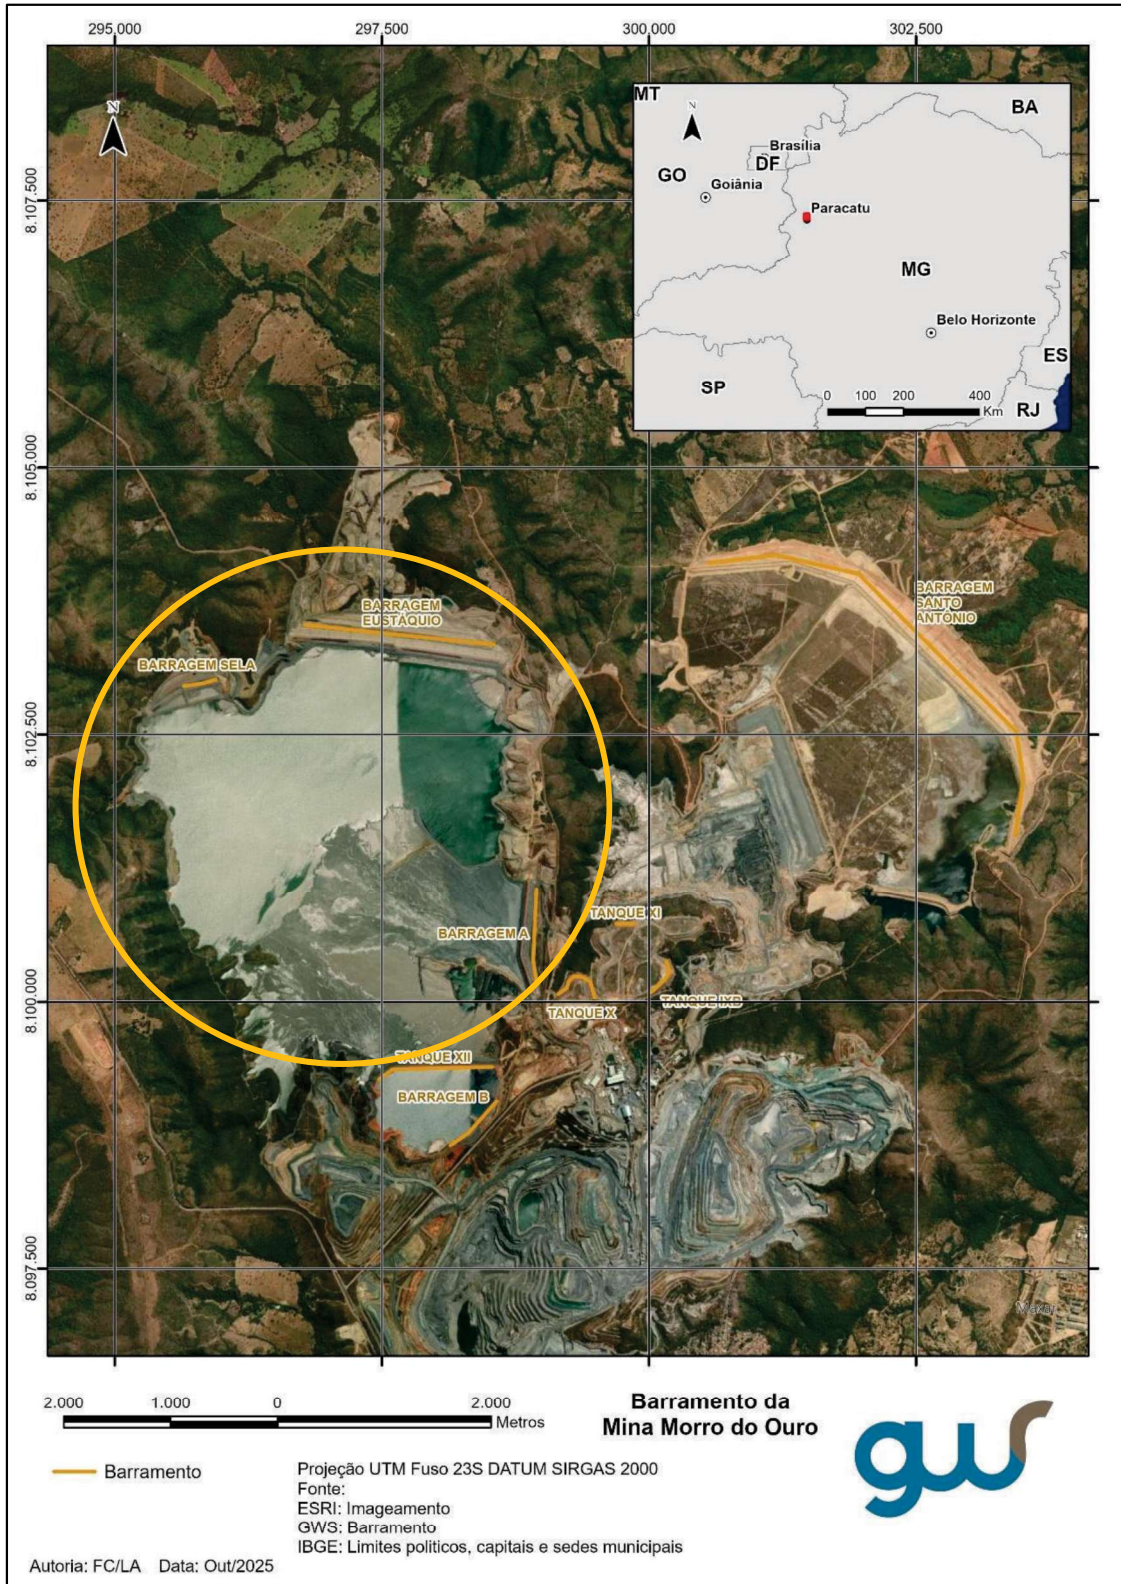 295.000
297.500
300.000
302.500
N
MT
BA
N
Brasília
DF
GO
Goiânia
Paracatu
MG
Belo Horizonte
ES
SP
RJ
0 100 200 400
Km
8.107.500
8.105.000
8.102.500
8.100.000
8.097.500
BARRAGEM
EUSTÁQUIO
BARRAGEM
SANTO
ANTÔNIO
BARRAGEM SELA
TANQUE XI
BARRAGEM A
TANQUE IXB
TANQUE X
TANQUE XII
BARRAGEM B
2.000 1.000 0 2.000
Metros
Barramento da
Mina Morro do Ouro
gws
Barramento
Projeção UTM Fuso 23S DATUM SIRGAS 2000
Fonte:
ESRI: Imageamento
GWS: Barramento
IBGE: Limites politicos, capitais e sedes municipais
Autoria: FC/LA Data: Out/2025